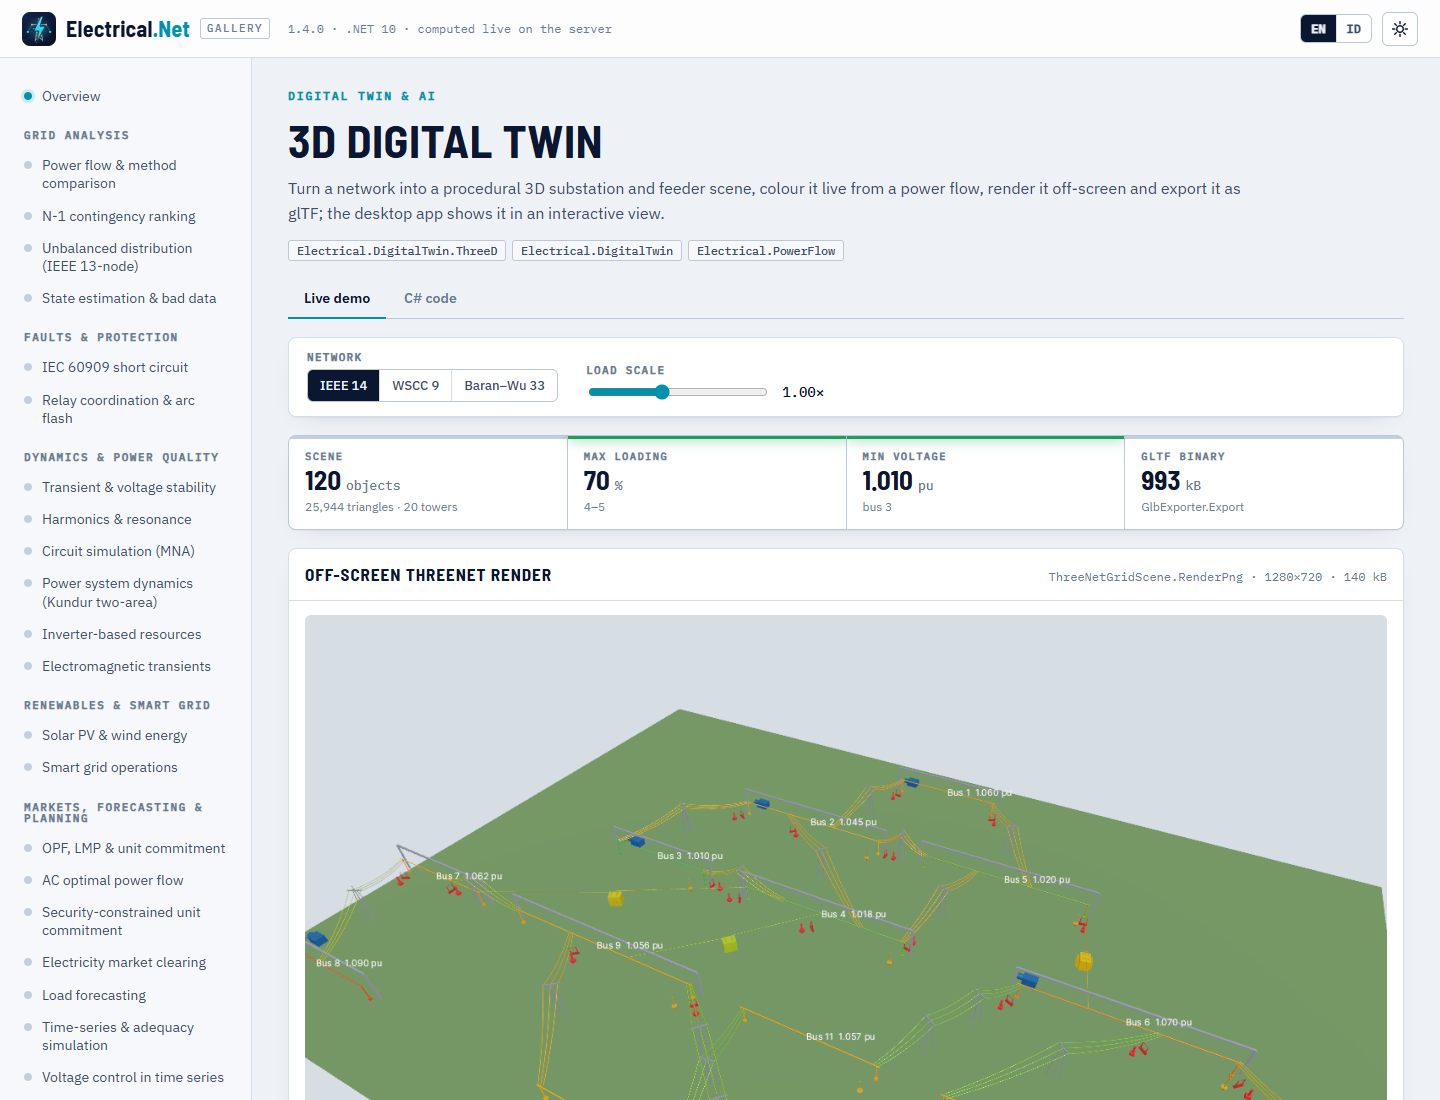 Electrical.Net GALLERY 1.4.0 · .NET 10 · computed live on the server EN ID
Overview
GRID ANALYSIS
Power flow & method
comparison
N-1 contingency ranking
Unbalanced distribution
(IEEE 13-node)
State estimation & bad data
FAULTS & PROTECTION
IEC 60909 short circuit
Relay coordination & arc
flash
DYNAMICS & POWER QUALITY
Transient & voltage stability
Harmonics & resonance
Circuit simulation (MNA)
Power system dynamics
(Kundur two-area)
Inverter-based resources
Electromagnetic transients
RENEWABLES & SMART GRID
Solar PV & wind energy
Smart grid operations
MARKETS, FORECASTING &
PLANNING
OPF, LMP & unit commitment
AC optimal power flow
Security-constrained unit
commitment
Electricity market clearing
Load forecasting
Time-series & adequacy
simulation
Voltage control in time series
DIGITAL TWIN & AI
3D DIGITAL TWIN
Turn a network into a procedural 3D substation and feeder scene, colour it live from a power flow, render it off-screen and export it as
glTF; the desktop app shows it in an interactive view.
Electrical.DigitalTwin.ThreeD Electrical.DigitalTwin Electrical.PowerFlow
Live demo C# code
NETWORK
IEEE 14 WSCC 9 Baran–Wu 33
LOAD SCALE
1.00×
SCENE
120 objects
25,944 triangles · 20 towers
MAX LOADING
70 %
4–5
MIN VOLTAGE
1.010 pu
bus 3
GLTF BINARY
993 kB
GlbExporter.Export
OFF-SCREEN THREENET RENDER
ThreeNetGridScene.RenderPng · 1280×720 · 140 kB
Bus 1 1.060 pu
Bus 2 1.045 pu
Bus 3 1.010 pu
Bus 7 1.062 pu
Bus 5 1.020 pu
Bus 4 1.018 pu
Bus 9 1.056 pu
Bus 8 1.090 pu
Bus 6 1.070 pu
Bus 11 1.057 pu